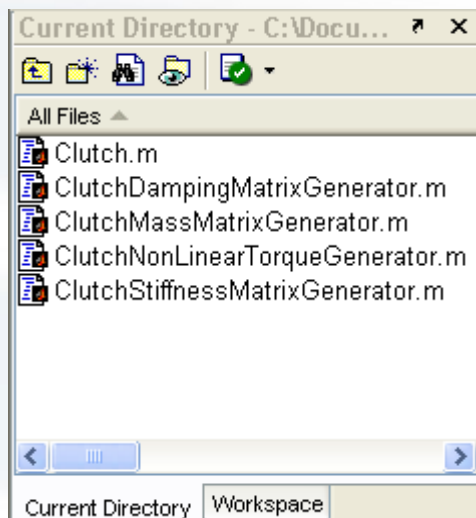 Current Directory - C:\Docu...
All Files
Clutch.m
ClutchDampingMatrixGenerator.m
ClutchMassMatrixGenerator.m
ClutchNonLinearTorqueGenerator.m
ClutchStiffnessMatrixGenerator.m
Current Directory Workspace